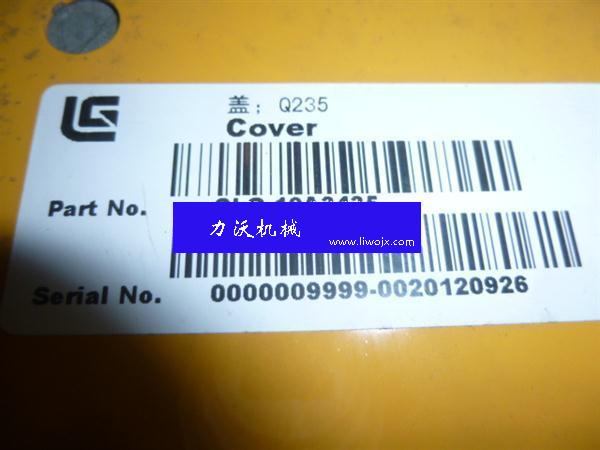 盖；Q235
Cover
Part No.
力沃机械
www.liwojx.com
Serial No. 0000009999-0020120926